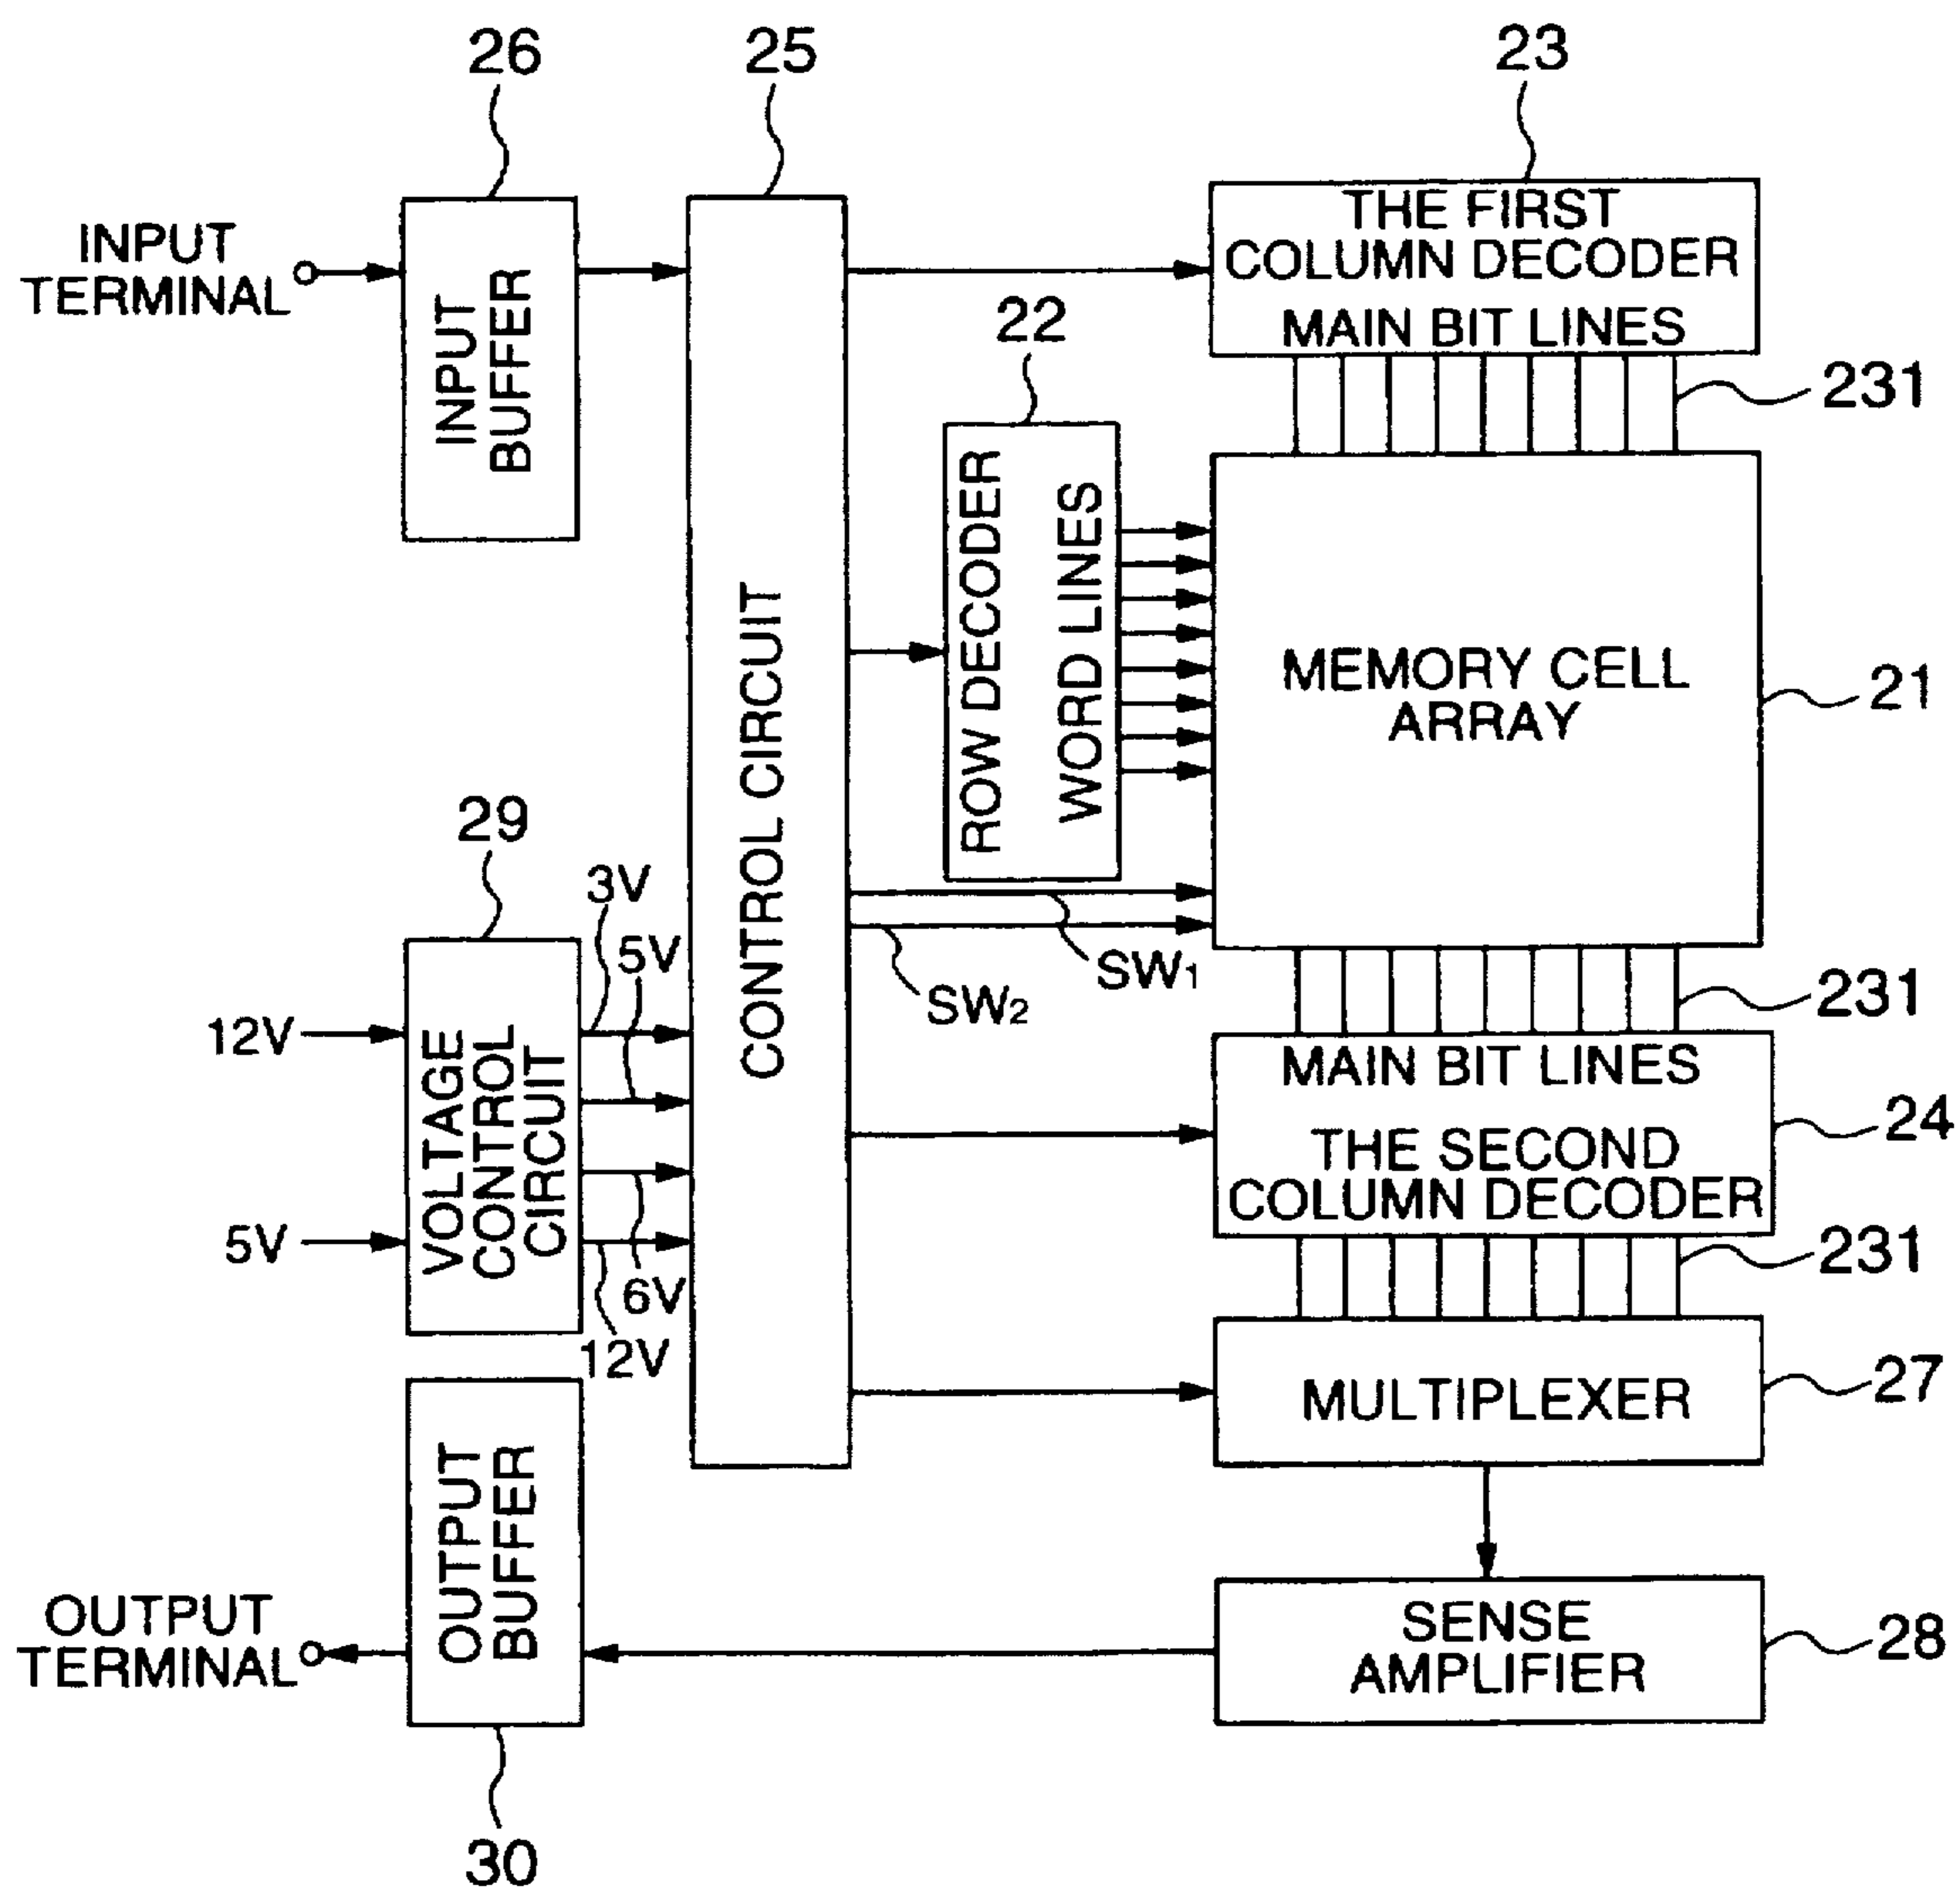 26
25
23
INPUT
TERMINAL
INPUT
BUFFER
CONTROL CIRCUIT
THE FIRST
COLUMN DECODER
MAIN BIT LINES
22
231
ROW DECODER
WORD LINES
MEMORY CELL
ARRAY
21
29
3V
5V
SW1
SW2
231
12V
5V
VOLTAGE
CONTROL
CIRCUIT
6V
12V
MAIN BIT LINES
THE SECOND
COLUMN DECODER
24
231
MULTIPLEXER
27
OUTPUT
BUFFER
OUTPUT
TERMINAL
SENSE
AMPLIFIER
28
30